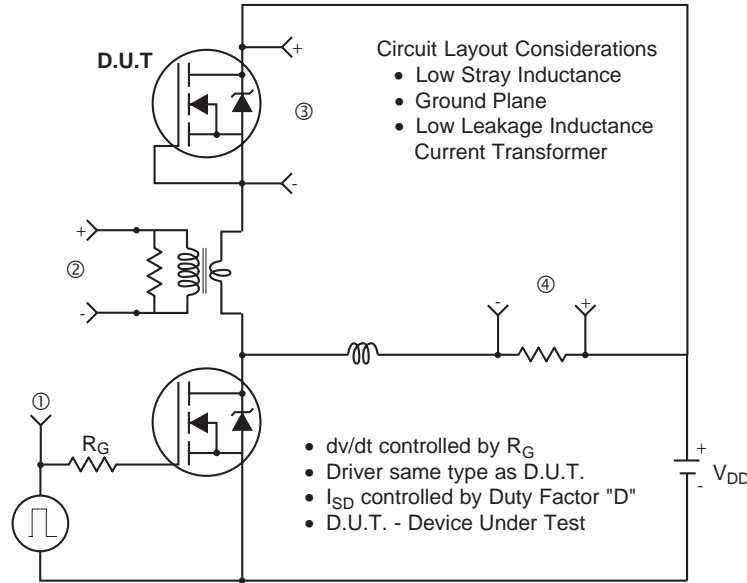 D.U.T
+
③
-
Circuit Layout Considerations
• Low Stray Inductance
• Ground Plane
• Low Leakage Inductance
Current Transformer
+
②
-
④
-
+
①
R_G
• dv/dt controlled by R_G
• Driver same type as D.U.T.
• I_SD controlled by Duty Factor "D"
• D.U.T. - Device Under Test
+
-
V_DD